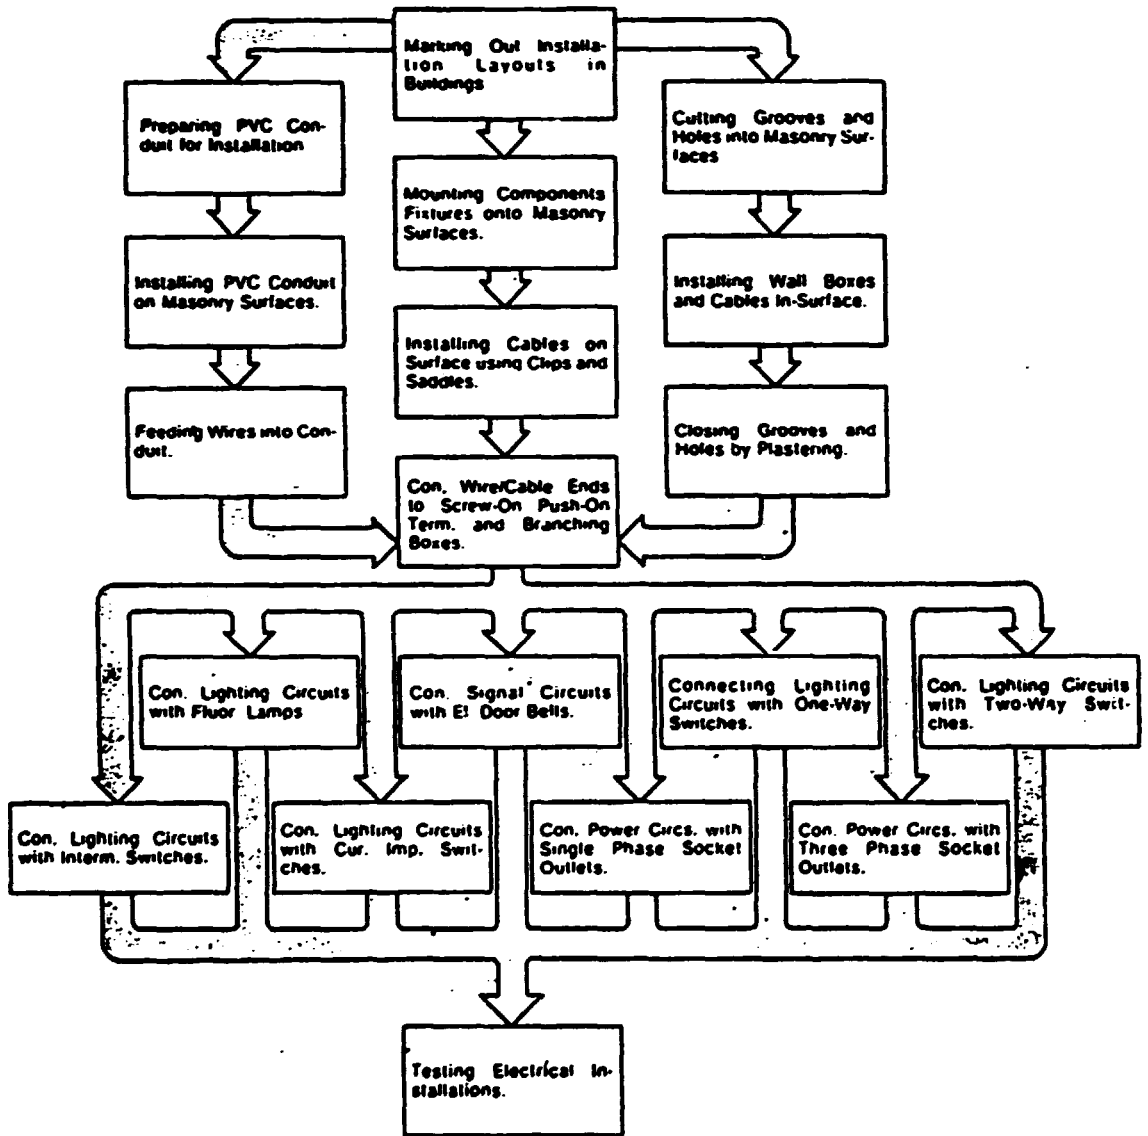 Marking Out Installa-
tion Layouts in
Buildings
Preparing PVC Con-
duit for Installation
Cutting Grooves and
Holes into Masonry Sur-
faces
Mounting Components
Fixtures onto Masonry
Surfaces.
Installing PVC Conduit
on Masonry Surfaces.
Installing Wall Boxes
and Cables In-Surface.
Installing Cables on
Surface using Clips and
Saddles.
Feeding Wires into Con-
duit.
Closing Grooves and
Holes by Plastering.
Con. Wire/Cable Ends
to Screw-On Push-On
Term. and Branching
Boxes.
Con. Lighting Circuits
with Fluor Lamps
Con. Signal Circuits
with El Door Bells.
Connecting Lighting
Circuits with One-Way
Switches.
Con. Lighting Circuits
with Two-Way Swit-
ches.
Con. Lighting Circuits
with Interm. Switches.
Con. Lighting Circuits
with Cur. Imp. Swit-
ches.
Con. Power Circs. with
Single Phase Socket
Outlets.
Con. Power Circs. with
Three Phase Socket
Outlets.
Testing Electrical In-
stallations.